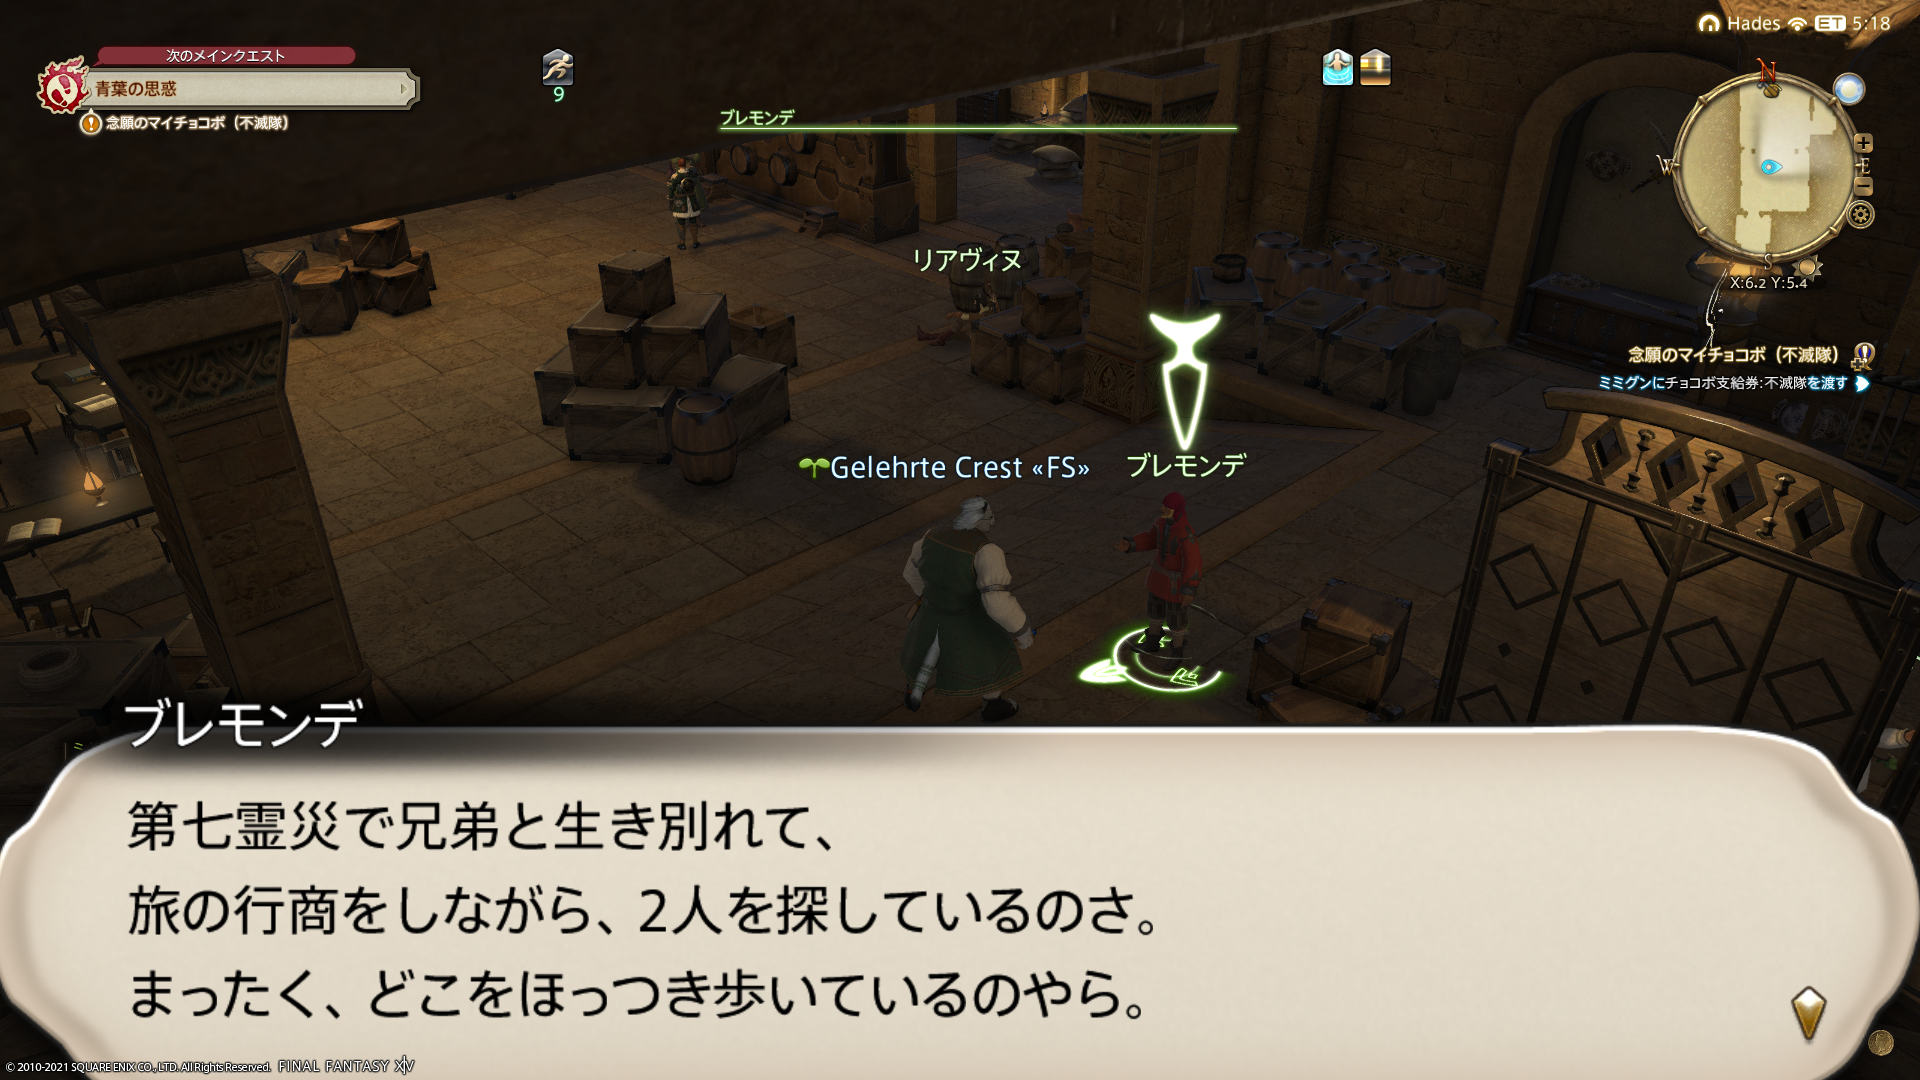 Hades ET 5:18
次のメインクエスト
青葉の思惑
念願のマイチョコボ（不滅隊）
9
ブレモンデ
N
W
E
S
X:6.2 Y:5.4
リアヴィヌ
念願のマイチョコボ（不滅隊）
ミミグンにチョコボ支給券:不滅隊を渡す
Gelehrte Crest «FS»
ブレモンデ
ブレモンデ
第七霊災で兄弟と生き別れて、
旅の行商をしながら、2人を探しているのさ。
まったく、どこをほっつき歩いているのやら。
© 2010-2021 SQUARE ENIX CO., LTD. All Rights Reserved. FINAL FANTASY XIV